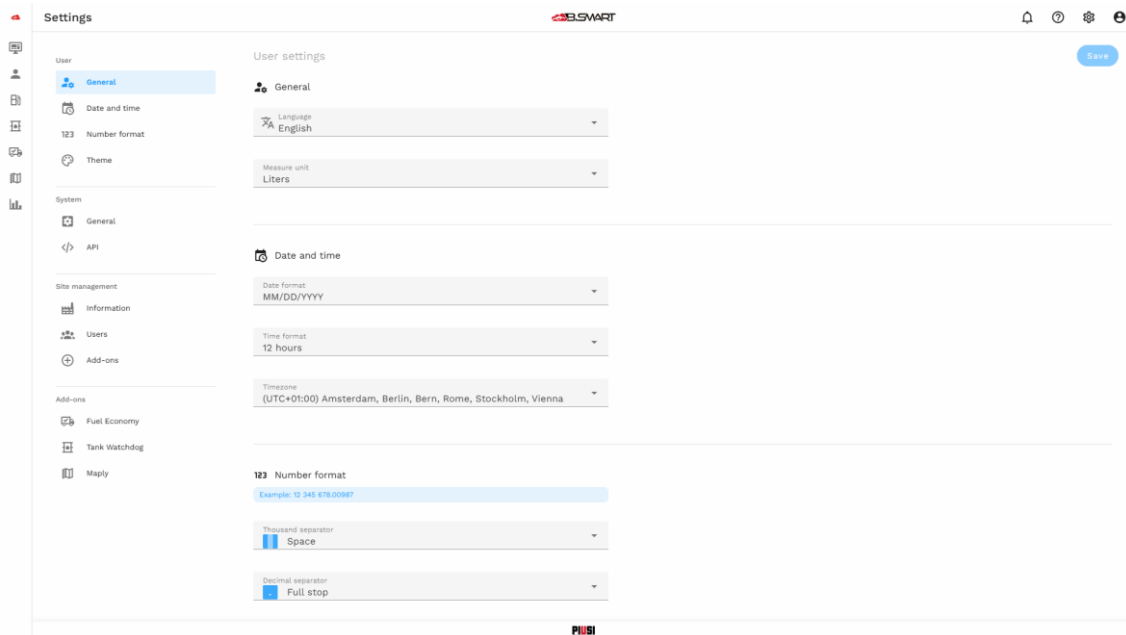 Settings
B.SMART
User
General
Date and time
123 Number format
Theme
System
General
</> API
Site management
Information
Users
Add-ons
Add-ons
Fuel Economy
Tank Watchdog
Maply
User settings
Save
General
Language
English
Measure unit
Liters
Date and time
Date format
MM/DD/YYYY
Time format
12 hours
Timezone
(UTC+01:00) Amsterdam, Berlin, Bern, Rome, Stockholm, Vienna
123 Number format
Example: 12 345 678.00987
Thousand separator
Space
Decimal separator
. Full stop
PIUSI